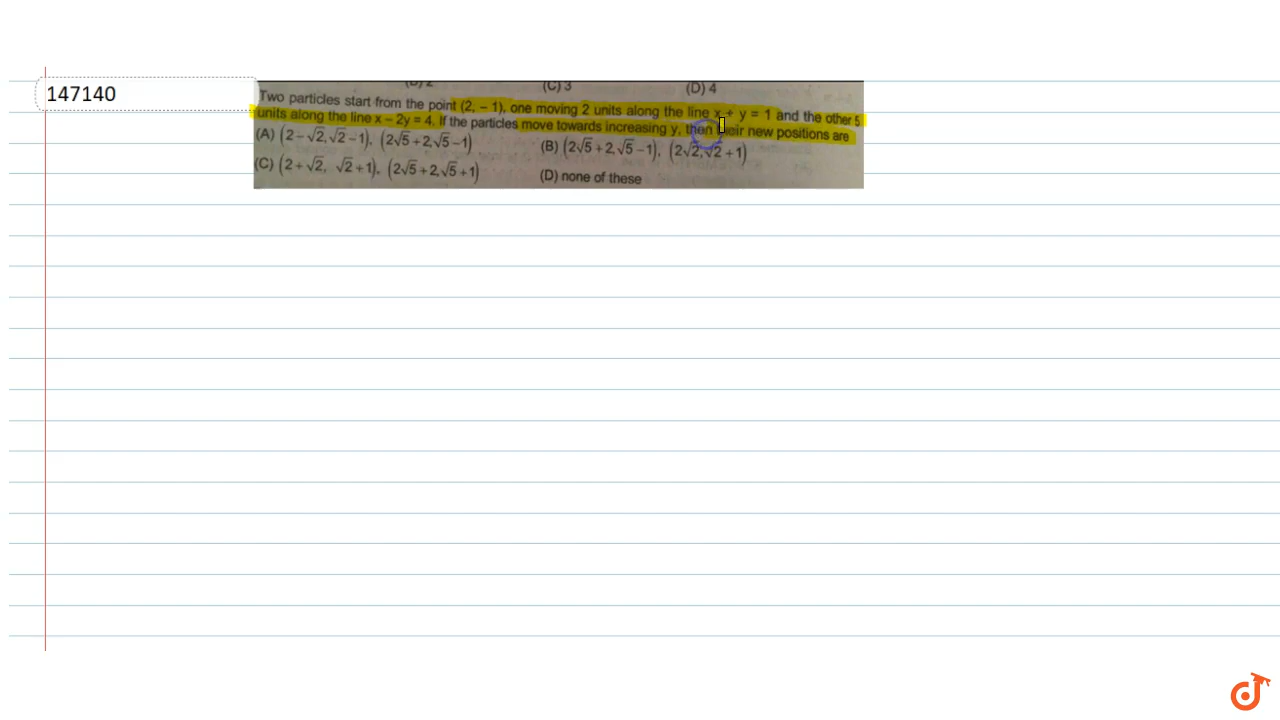 147140
(D) 2 (C) 3 (D) 4
Two particles start from the point (2, – 1), one moving 2 units along the line x + y = 1 and the other 5
units along the line x – 2y = 4. If the particles move towards increasing y, then their new positions are
(A) (2 – √2, √2 – 1), (2√5 + 2, √5 – 1) (B) (2√5 + 2, √5 – 1), (2√2, √2 + 1)
(C) (2 + √2, √2 + 1), (2√5 + 2, √5 + 1) (D) none of these